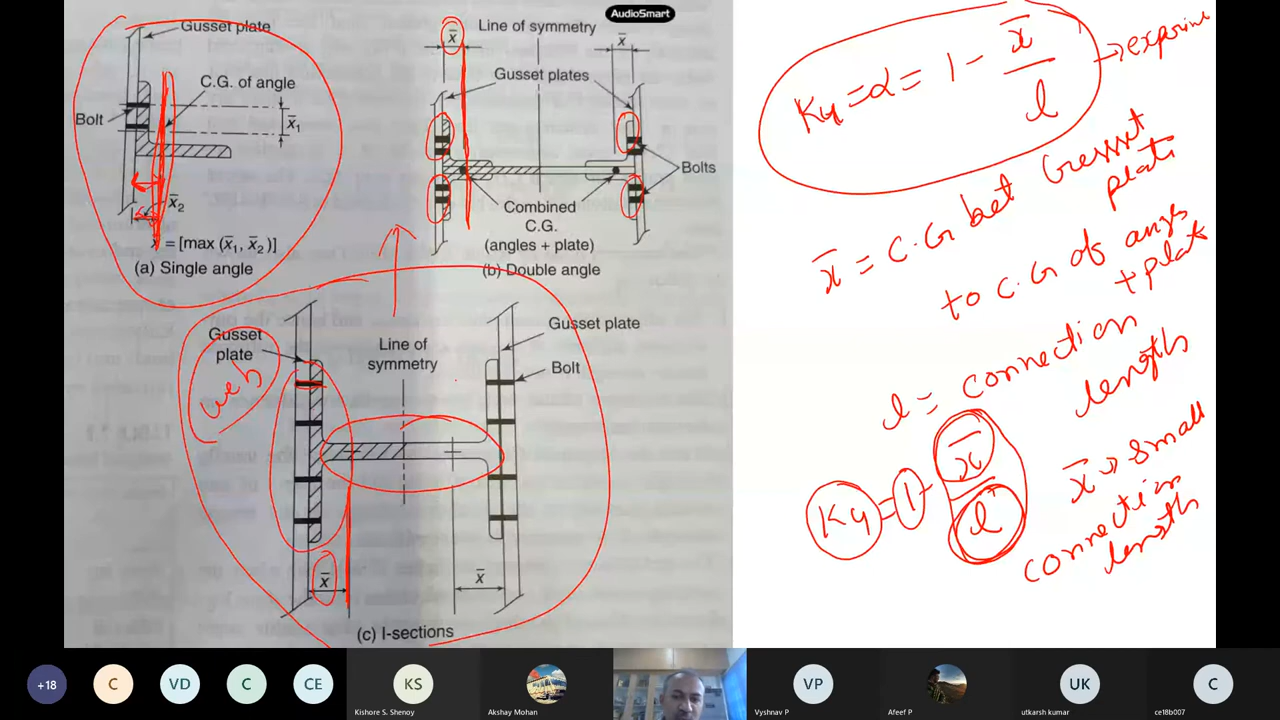 AudioSmart
Gusset plate
C.G. of angle
Bolt
x̄1
x̄2
x̄ = [max (x̄1, x̄2)]
(a) Single angle
x̄
Line of symmetry
x̄
Gusset plates
Bolts
Combined
C.G.
(angles + plate)
(b) Double angle
Gusset
plate
web
Line of
symmetry
Gusset plate
Bolt
x̄
x̄
(c) I-sections
K4 = α = 1 - x̄/l
x̄ = C.G bet Gusset
plate
to C.G of angle
+ plate
l = connection
length
K4 = 1 - x̄/l
x̄ → small
connection
length
+18
C
VD
C
CE
KS
Kishore S. Shenoy
Akshay Mohan
VP
Vyshnav P
Afeef P
UK
utkarsh kumar
C
ce18b007